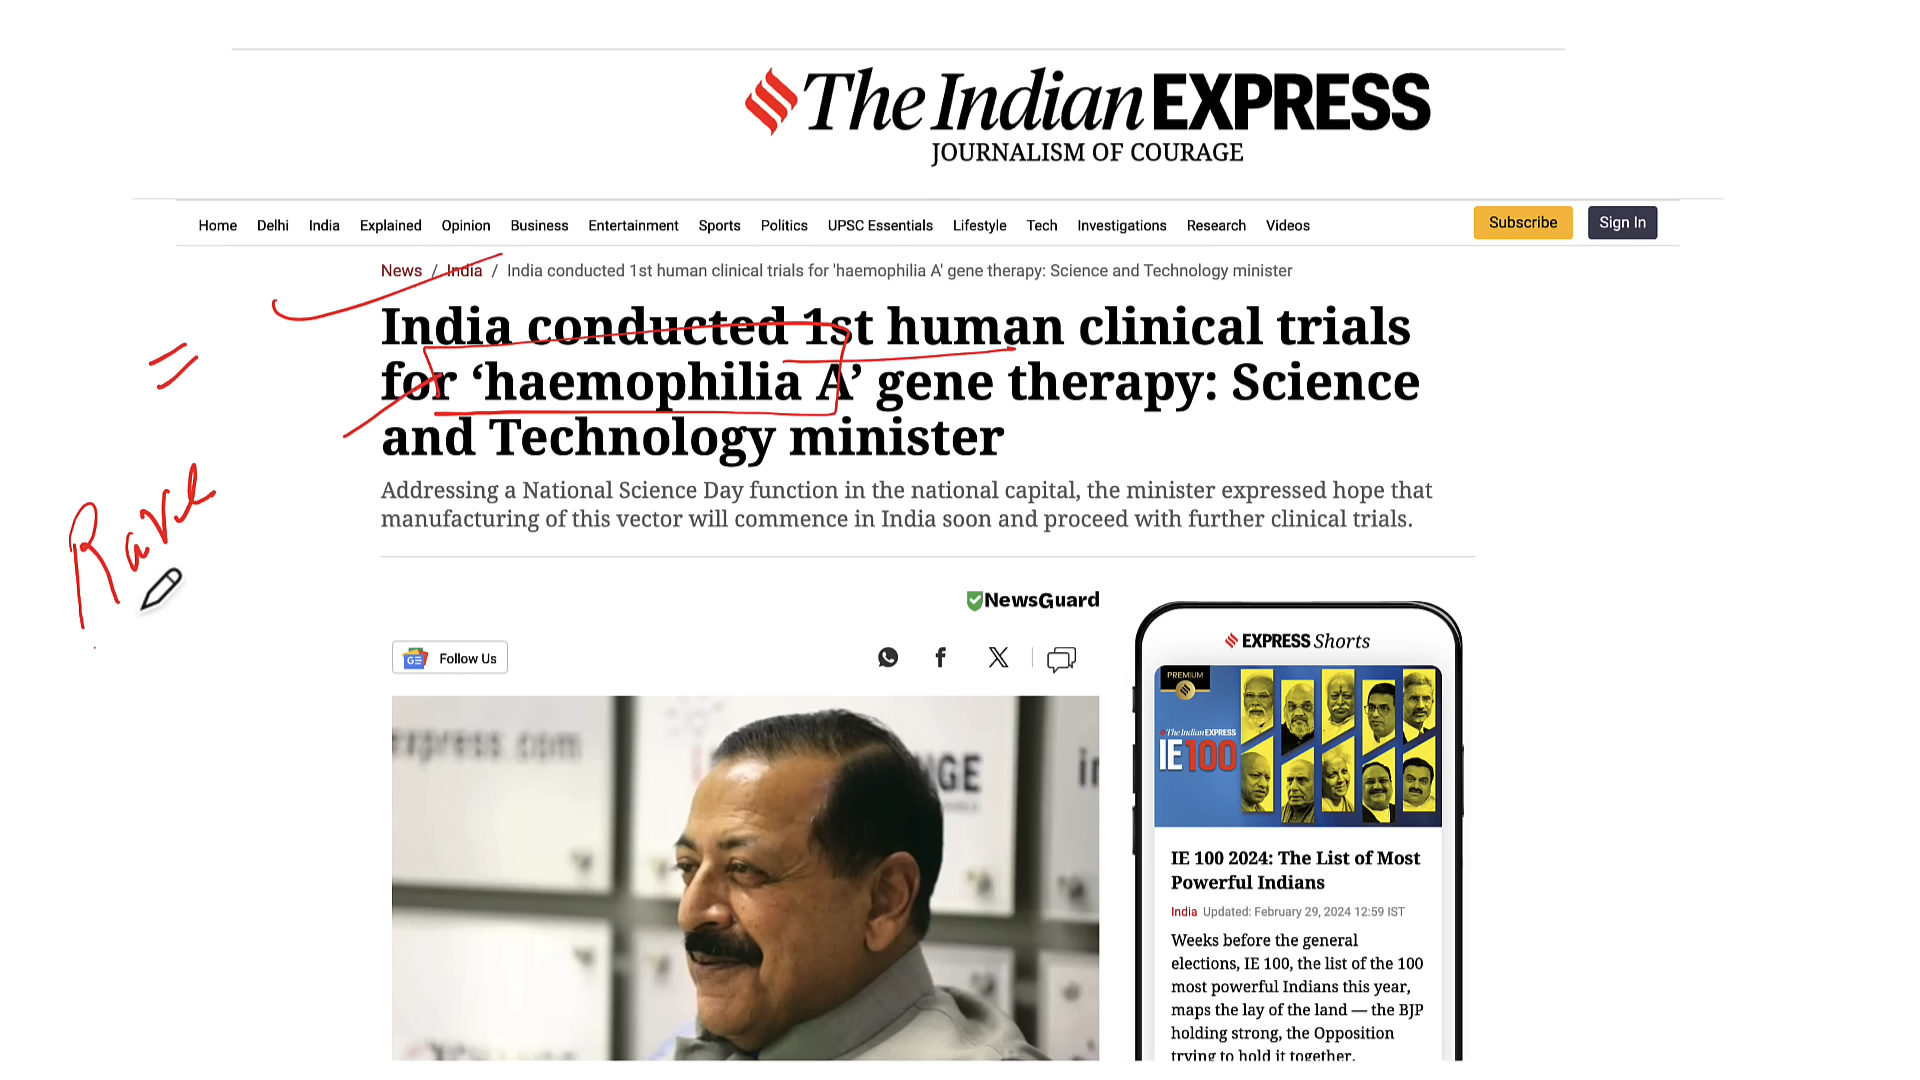 The Indian EXPRESS
JOURNALISM OF COURAGE
Home Delhi India Explained Opinion Business Entertainment Sports Politics UPSC Essentials Lifestyle Tech Investigations Research Videos Subscribe Sign In
News / India / India conducted 1st human clinical trials for 'haemophilia A' gene therapy: Science and Technology minister
India conducted 1st human clinical trials
for ‘haemophilia A’ gene therapy: Science
and Technology minister
Addressing a National Science Day function in the national capital, the minister expressed hope that
manufacturing of this vector will commence in India soon and proceed with further clinical trials.
=
NewsGuard
GE Follow Us
express.com
NGE
in
EXPRESS Shorts
PREMIUM
The Indian EXPRESS
IE100
IE 100 2024: The List of Most
Powerful Indians
India Updated: February 29, 2024 12:59 IST
Weeks before the general
elections, IE 100, the list of the 100
most powerful Indians this year,
maps the lay of the land — the BJP
holding strong, the Opposition
trying to hold it together.